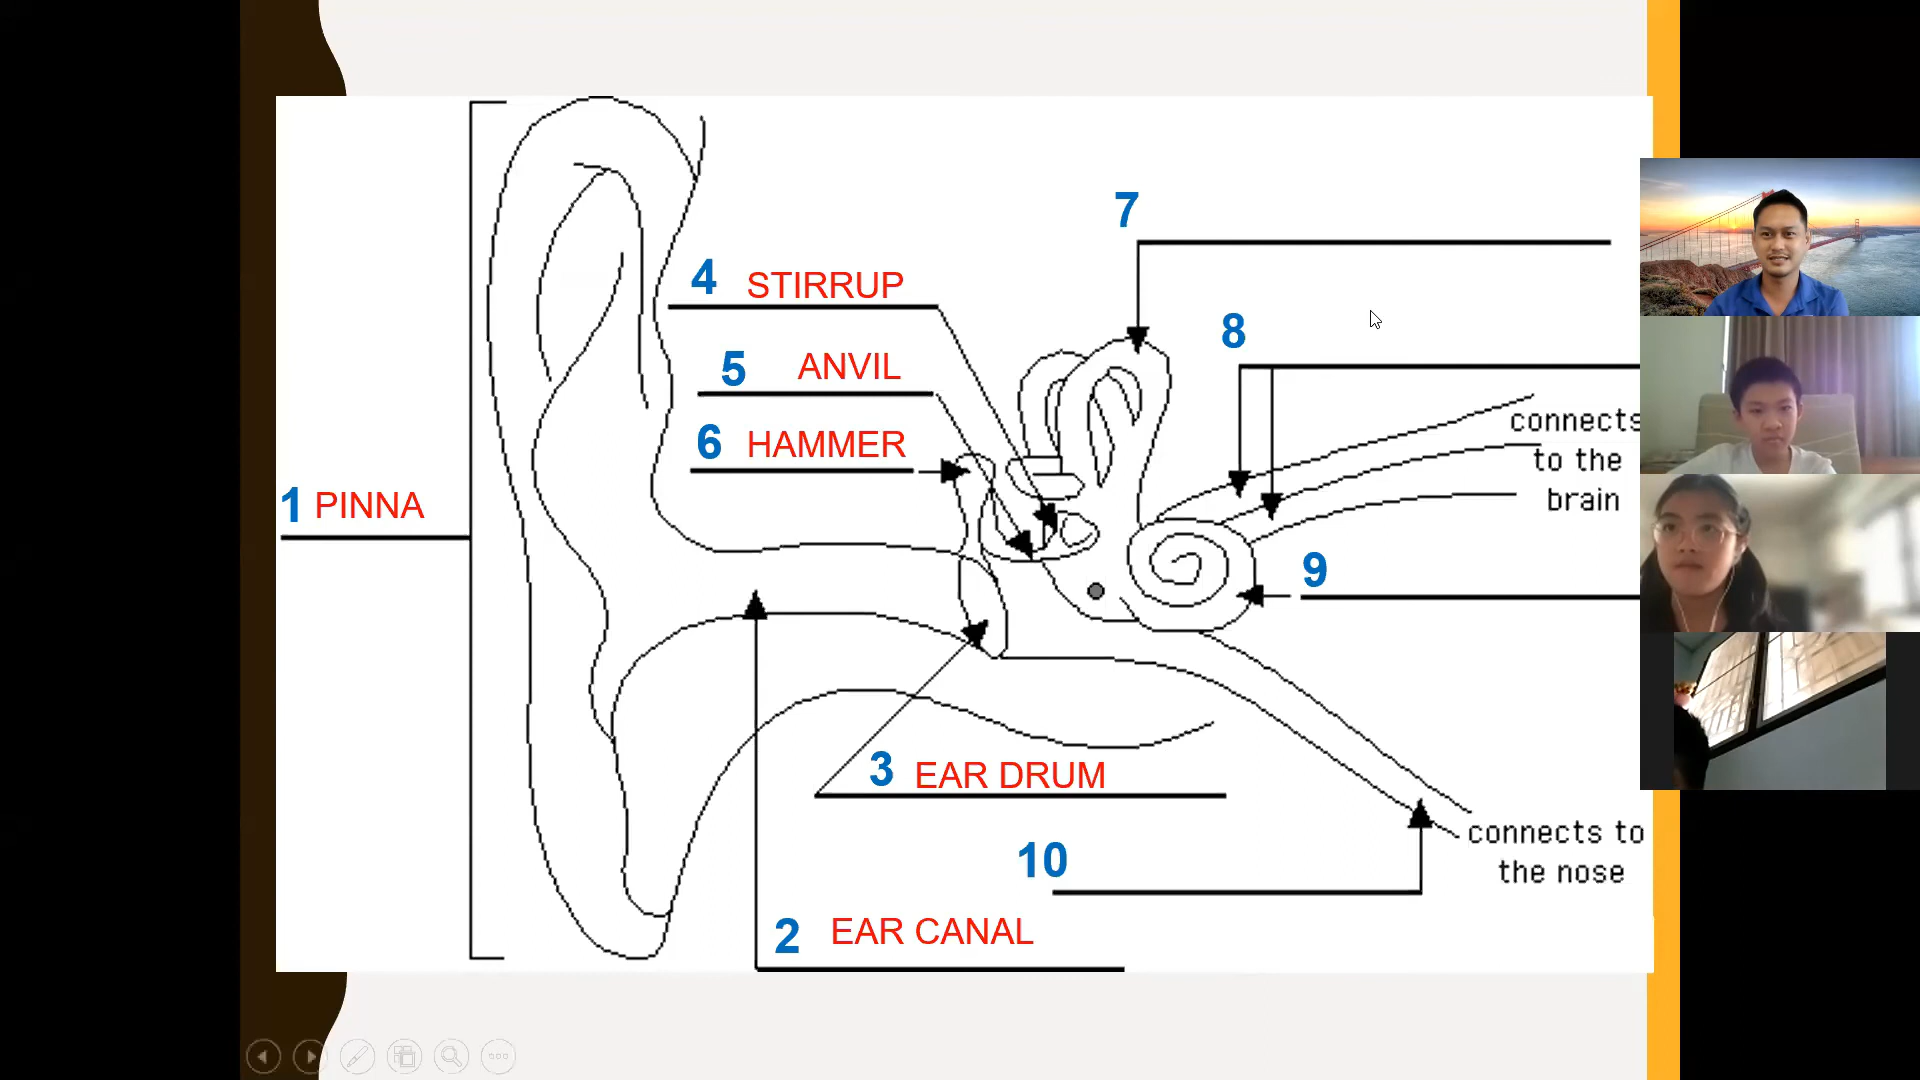 7
4 STIRRUP
8
5 ANVIL
connects
6 HAMMER
to the
brain
1 PINNA
9
3 EAR DRUM
connects to
10
the nose
2 EAR CANAL